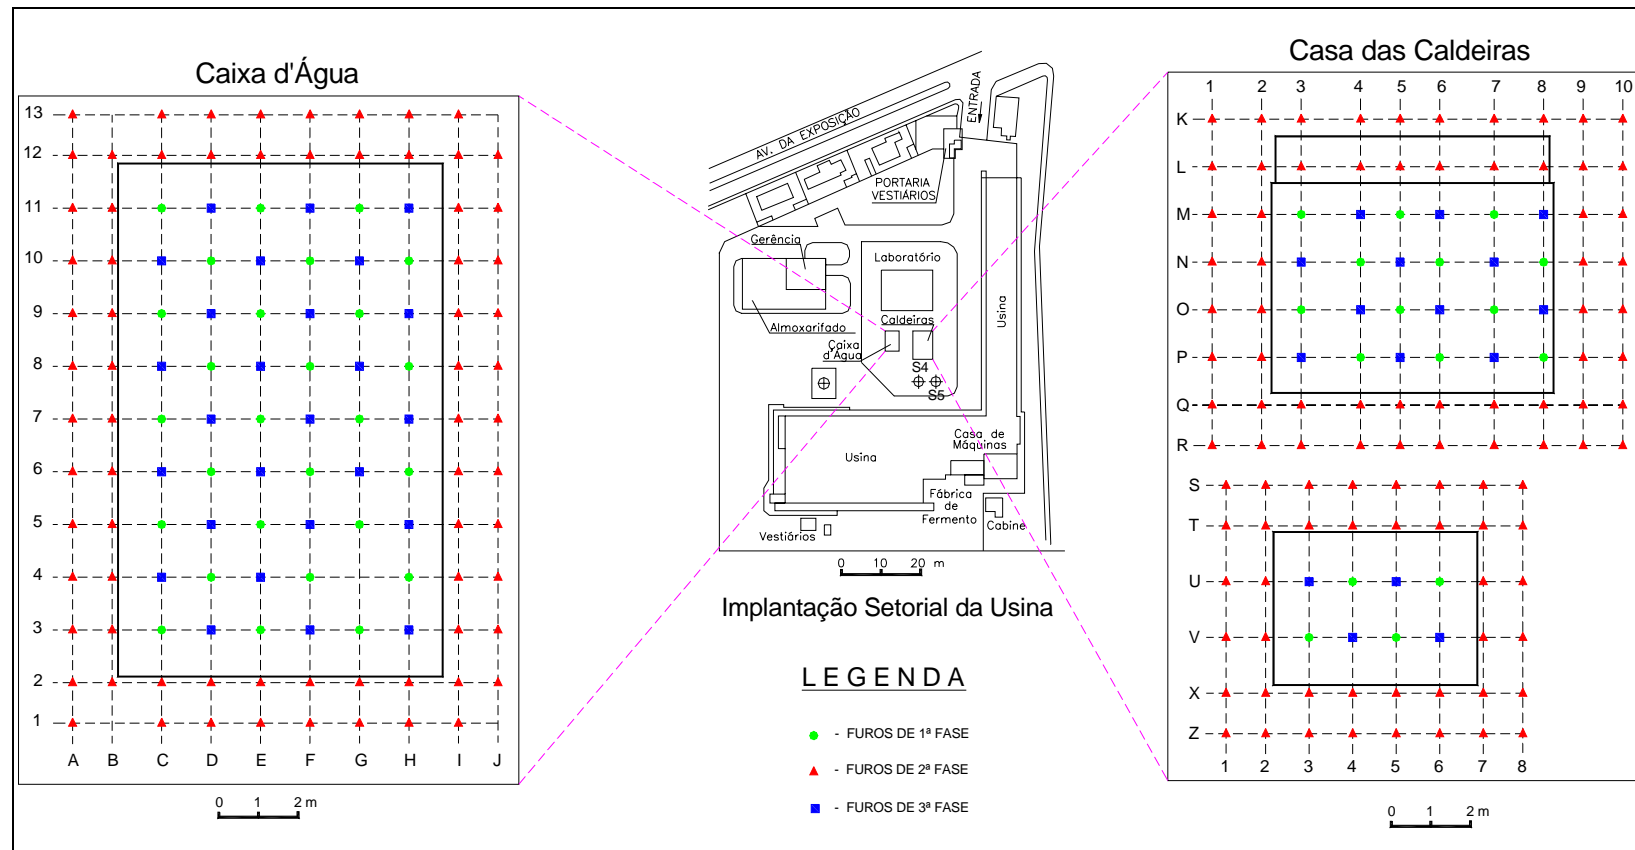 Caixa d'Água
13
12
11
10
9
8
7
6
5
4
3
2
1
A B C D E F G H I J
0 1 2 m
AV. DA EXPOSIÇÃO
ENTRADA
PORTARIA
VESTIÁRIOS
Gerência
Laboratório
Usina
Almoxarifado
Caldeiras
Caixa
d'Água
S4
S5
Casa de
Máquinas
Usina
Fábrica
de
Fermento
Cabine
Vestiários
0 10 20 m
Implantação Setorial da Usina
LEGENDA
- FUROS DE 1ª FASE
- FUROS DE 2ª FASE
- FUROS DE 3ª FASE
Casa das Caldeiras
1 2 3 4 5 6 7 8 9 10
K
L
M
N
O
P
Q
R
S
T
U
V
X
Z
1 2 3 4 5 6 7 8
0 1 2 m